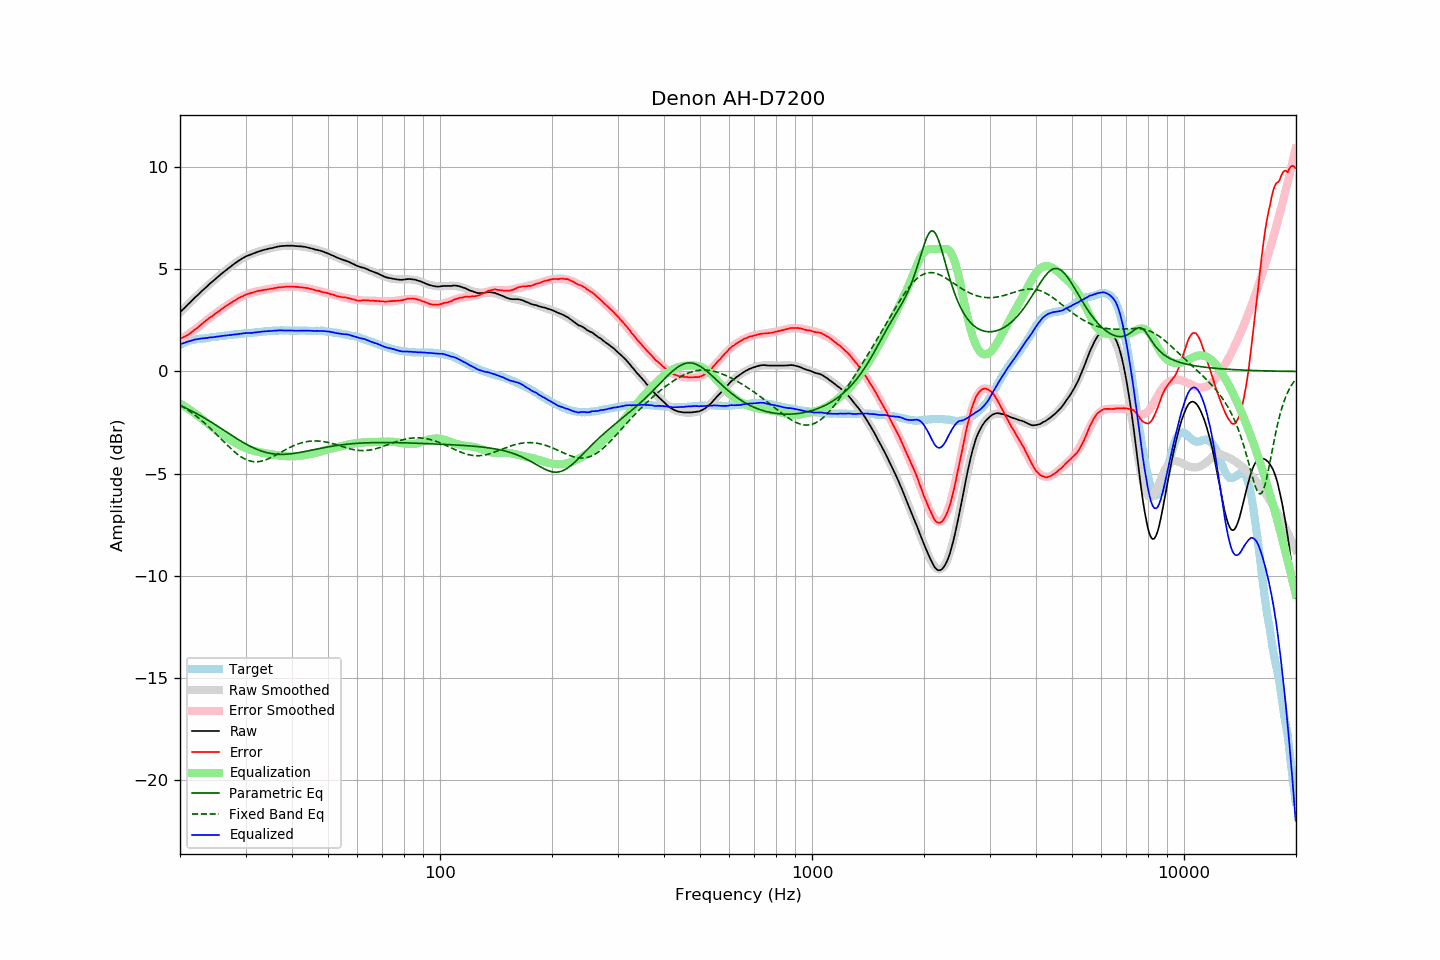 Denon AH-D7200
Amplitude (dBr)
10
5
0
−5
−10
−15
−20
Target
Raw Smoothed
Error Smoothed
Raw
Error
Equalization
Parametric Eq
Fixed Band Eq
Equalized
100
1000
10000
Frequency (Hz)